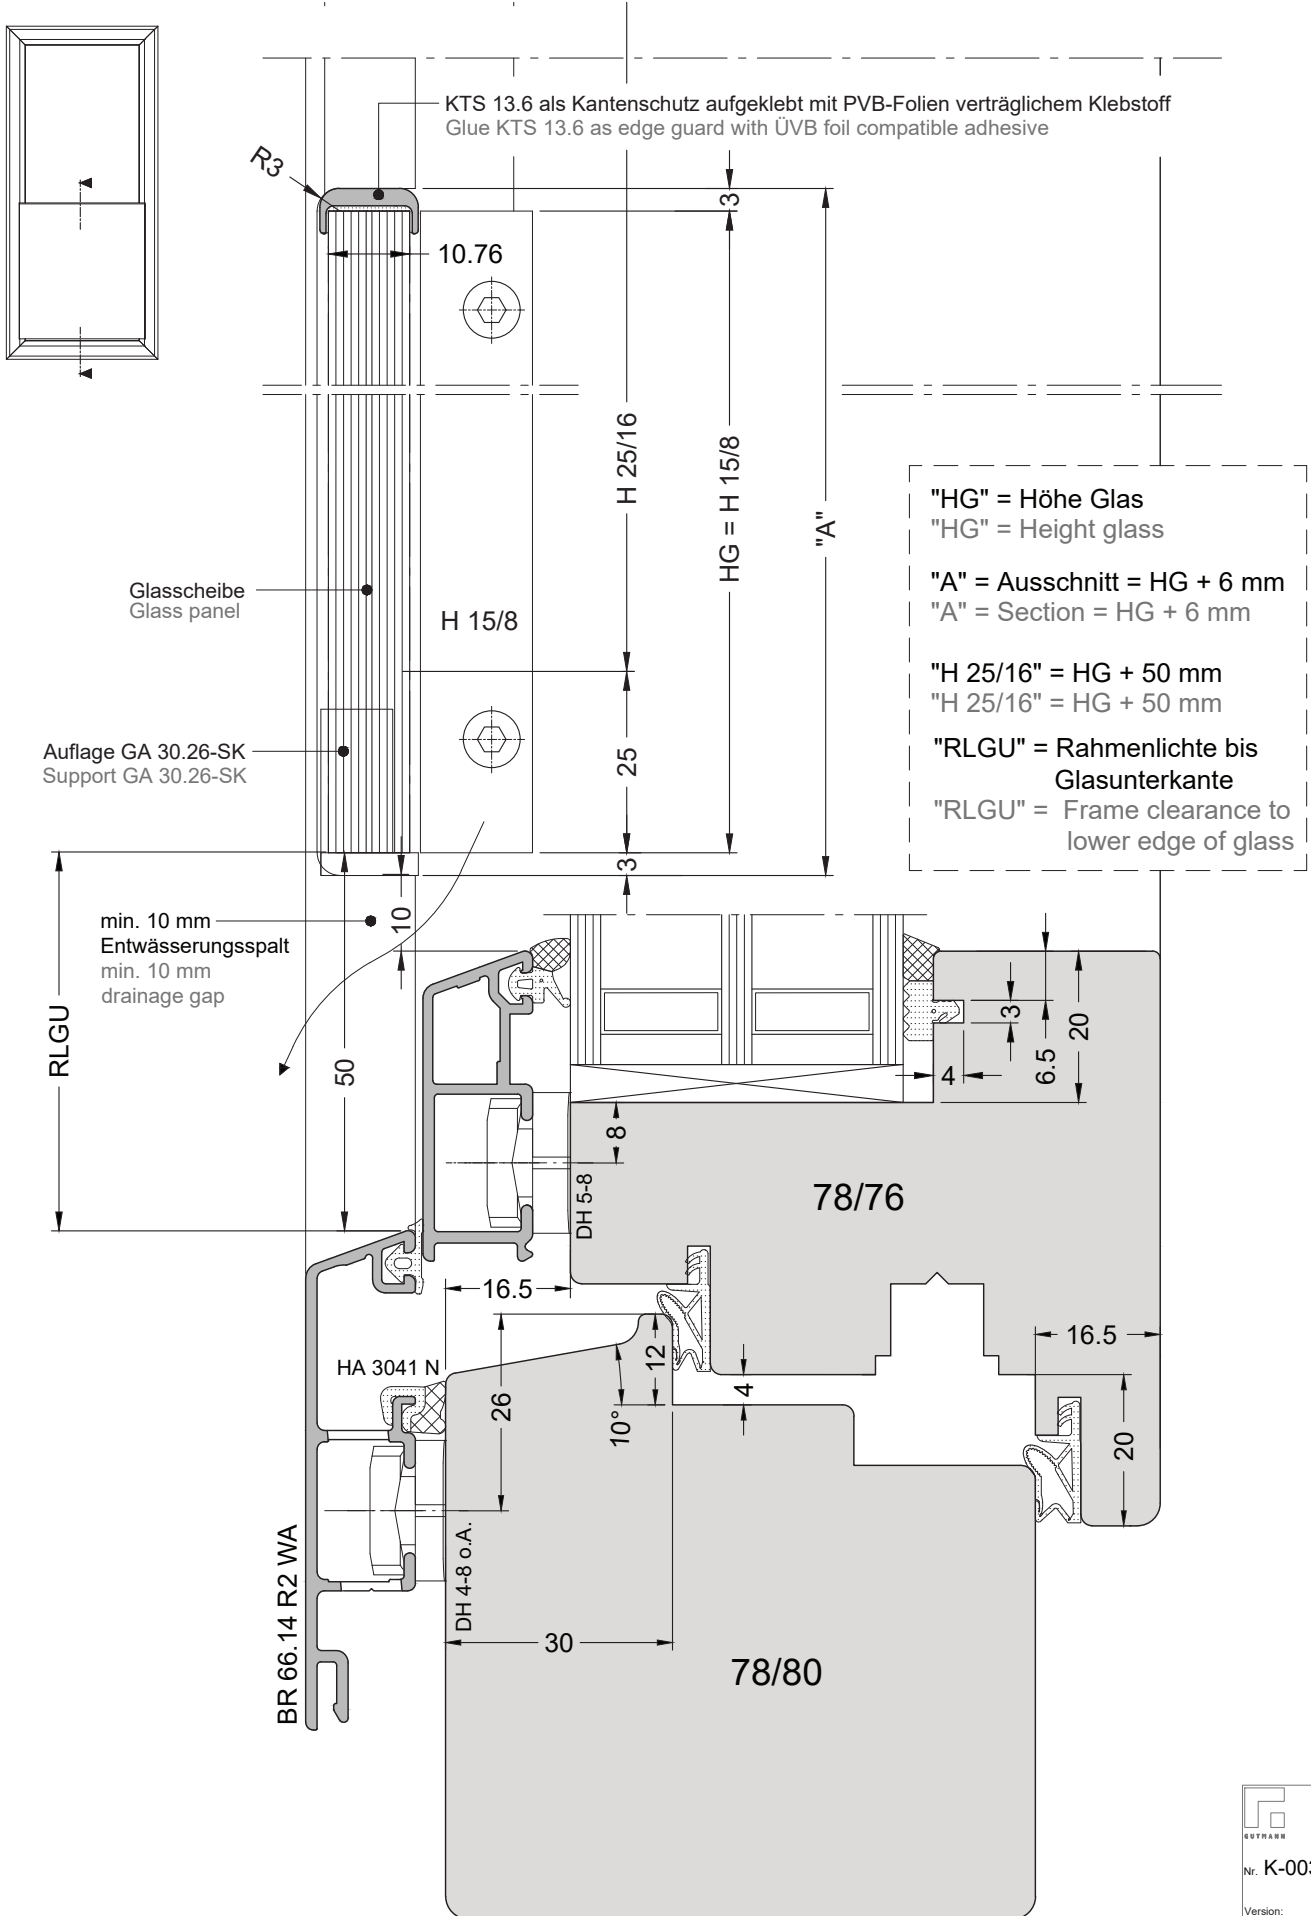 KTS 13.6 als Kantenschutz aufgeklebt mit PVB-Folien verträglichem Klebstoff
Glue KTS 13.6 as edge guard with ÜVB foil compatible adhesive
R3
3
10.76
H 25/16
HG = H 15/8
"A"
"HG" = Höhe Glas
"HG" = Height glass
"A" = Ausschnitt = HG + 6 mm
"A" = Section = HG + 6 mm
"H 25/16" = HG + 50 mm
"H 25/16" = HG + 50 mm
"RLGU" = Rahmenlichte bis
Glasunterkante
"RLGU" = Frame clearance to
lower edge of glass
Glasscheibe
Glass panel
H 15/8
Auflage GA 30.26-SK
Support GA 30.26-SK
25
3
10
min. 10 mm
Entwässerungsspalt
min. 10 mm
drainage gap
RLGU
50
3
20
6.5
4
8
DH 5-8
78/76
16.5
16.5
HA 3041 N
12
4
26
10°
20
BR 66.14 R2 WA
DH 4-8 o.A.
30
78/80
GUTMANN
Nr. K-003
Version: